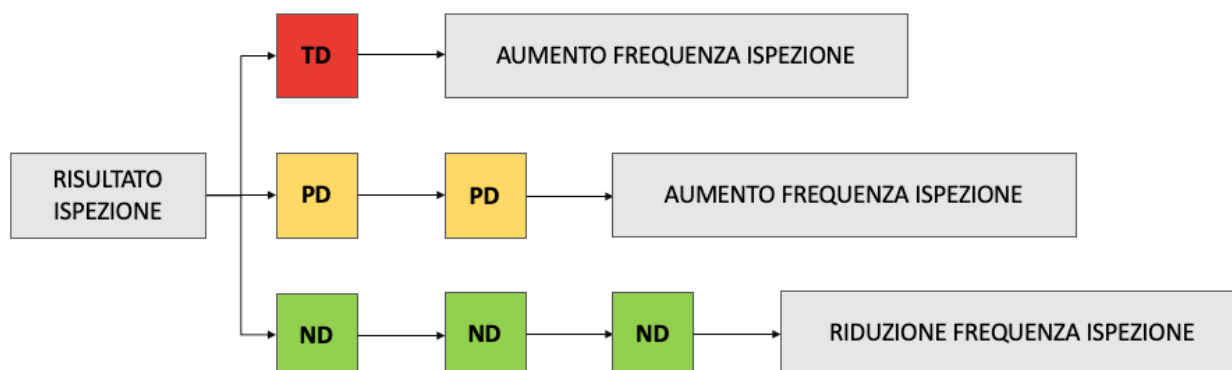 TD
AUMENTO FREQUENZA ISPEZIONE
RISULTATO
ISPEZIONE
PD
PD
AUMENTO FREQUENZA ISPEZIONE
ND
ND
ND
RIDUZIONE FREQUENZA ISPEZIONE